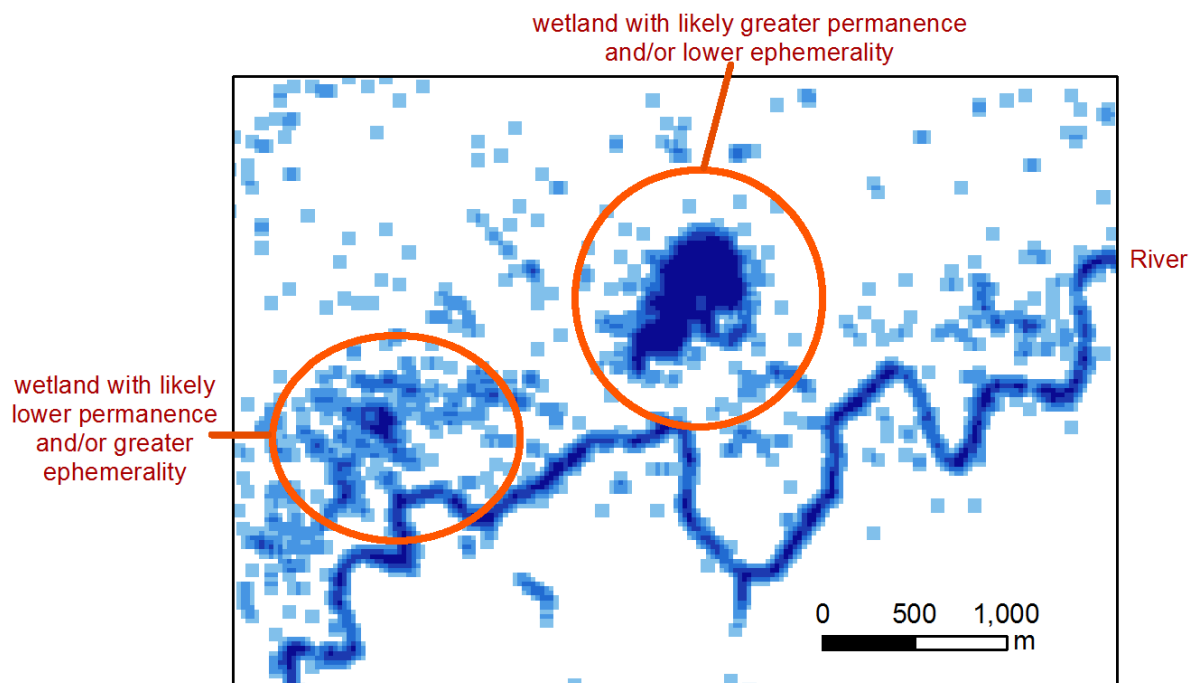 wetland with likely greater permanence
and/or lower ephemerality
River
wetland with likely
lower permanence
and/or greater
ephemerality
0 500 1,000
m